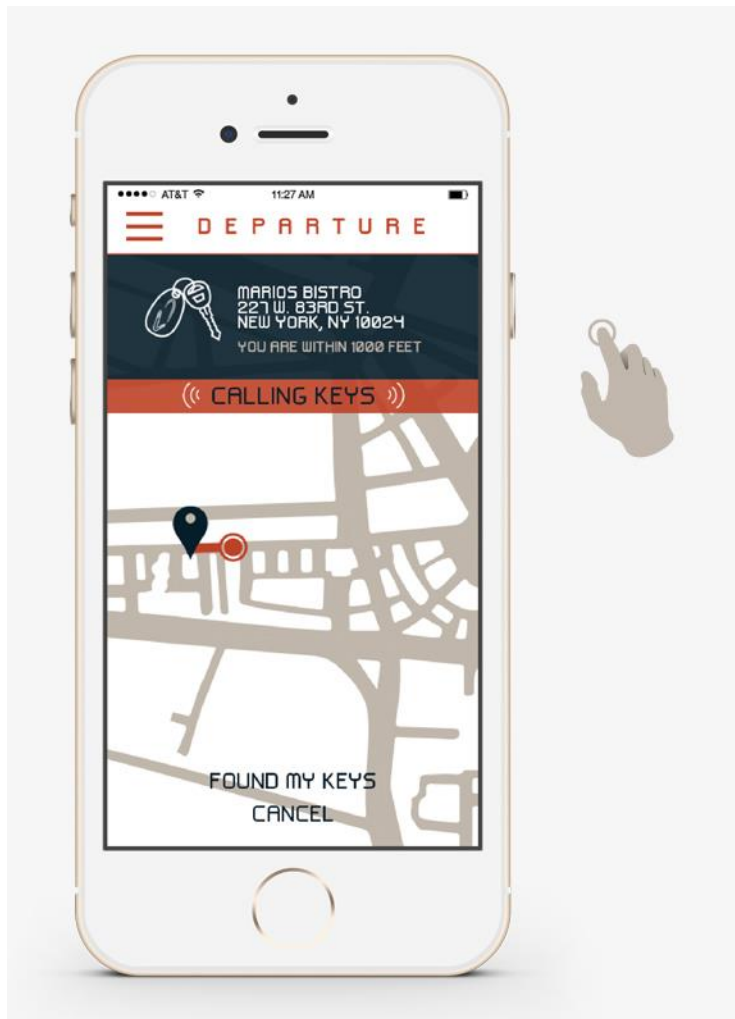 AT&T 11:27 AM
DEPARTURE
MARIOS BISTRO
227 W. 83RD ST.
NEW YORK, NY 10024
YOU ARE WITHIN 1000 FEET
CALLING KEYS
FOUND MY KEYS
CANCEL